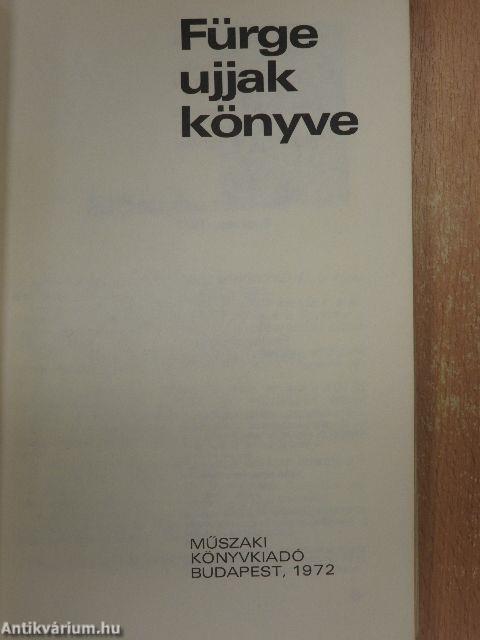 Fürge
ujjak
könyve
MŰSZAKI
KÖNYVKIADÓ
BUDAPEST, 1972
Antikvárium.hu